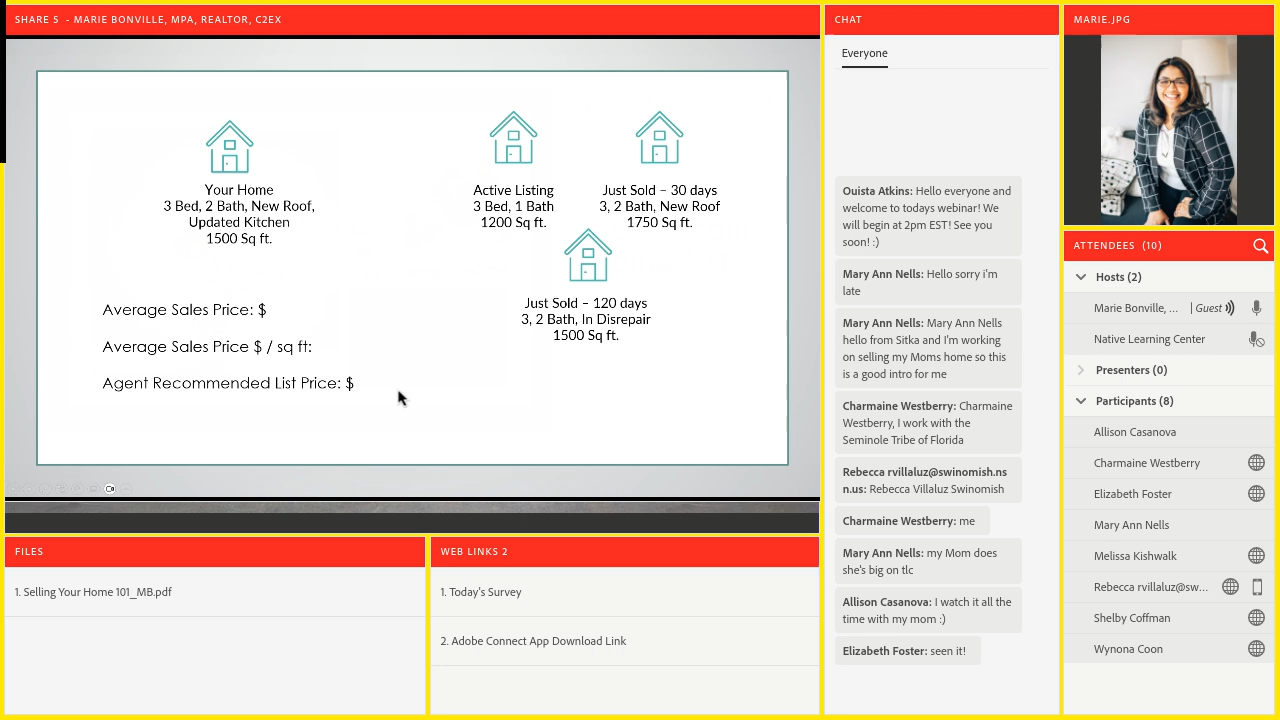 SHARE 5 - MARIE BONVILLE, MPA, REALTOR, C2EX
Your Home
3 Bed, 2 Bath, New Roof,
Updated Kitchen
1500 Sq ft.
Active Listing
3 Bed, 1 Bath
1200 Sq ft.
Just Sold – 30 days
3, 2 Bath, New Roof
1750 Sq ft.
Just Sold – 120 days
3, 2 Bath, In Disrepair
1500 Sq ft.
Average Sales Price: $
Average Sales Price $ / sq ft:
Agent Recommended List Price: $
FILES
1. Selling Your Home 101_MB.pdf
WEB LINKS 2
1. Today's Survey
2. Adobe Connect App Download Link
CHAT
Everyone
Ouista Atkins: Hello everyone and
welcome to todays webinar! We
will begin at 2pm EST! See you
soon! :)
Mary Ann Nells: Hello sorry i'm
late
Mary Ann Nells: Mary Ann Nells
hello from Sitka and I'm working
on selling my Moms home so this
is a good intro for me
Charmaine Westberry: Charmaine
Westberry, I work with the
Seminole Tribe of Florida
Rebecca rvillaluz@swinomish.ns
n.us: Rebecca Villaluz Swinomish
Charmaine Westberry: me
Mary Ann Nells: my Mom does
she's big on tlc
Allison Casanova: I watch it all the
time with my mom :)
Elizabeth Foster: seen it!
MARIE.JPG
ATTENDEES (10)
Hosts (2)
Marie Bonville, ... | Guest
Native Learning Center
Presenters (0)
Participants (8)
Allison Casanova
Charmaine Westberry
Elizabeth Foster
Mary Ann Nells
Melissa Kishwalk
Rebecca rvillaluz@sw...
Shelby Coffman
Wynona Coon